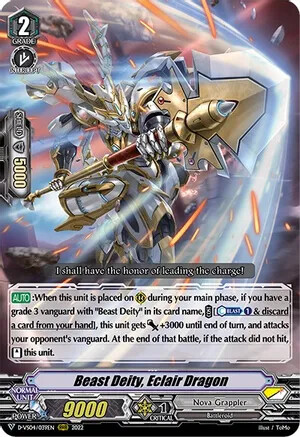 2
GRADE
INTERCEPT
5000
I shall have the honor of leading the charge!
AUTO :When this unit is placed on (R) during your main phase, if you have a
grade 3 vanguard with "Beast Deity" in its card name, COST [ C BLAST 1 & discard
a card from your hand], this unit gets +3000 until end of turn, and attacks
your opponent's vanguard. At the end of that battle, if the attack did not hit,
this unit.
Beast Deity, Eclair Dragon
NORMAL UNIT
POWER 9000
1 CRITICAL
Nova Grappler
Battleroid
D-VS04/039EN RRR 2022
illust / ToMo